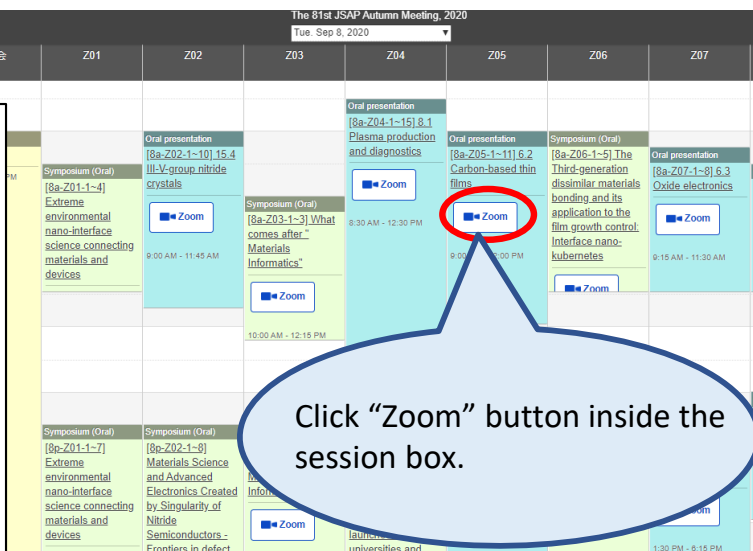 The 81st JSAP Autumn Meeting, 2020
Tue. Sep 8, 2020
Z01
Z02
Z03
Z04
Z05
Z06
Z07
PM
Symposium (Oral)
[8a-Z01-1~4]
Extreme
environmental
nano-interface
science connecting
materials and
devices
Oral presentation
[8a-Z02-1~10] 15.4
III-V-group nitride
crystals
Zoom
9:00 AM - 11:45 AM
Symposium (Oral)
[8a-Z03-1~3] What
comes after "
Materials
Informatics"
Zoom
10:00 AM - 12:15 PM
Oral presentation
[8a-Z04-1~15] 8.1
Plasma production
and diagnostics
Zoom
8:30 AM - 12:30 PM
Oral presentation
[8a-Z05-1~11] 6.2
Carbon-based thin
films
Zoom
9:00
:00 PM
Symposium (Oral)
[8a-Z06-1~5] The
Third-generation
dissimilar materials
bonding and its
application to the
film growth control:
Interface nano-
kubernetes
Zoom
Oral presentation
[8a-Z07-1~8] 6.3
Oxide electronics
Zoom
9:15 AM - 11:30 AM
Click “Zoom” button inside the
session box.
Symposium (Oral)
[8p-Z01-1~7]
Extreme
environmental
nano-interface
science connecting
materials and
devices
Symposium (Oral)
[8p-Z02-1~8]
Materials Science
and Advanced
Electronics Created
by Singularity of
Nitride
Semiconductors -
Frontiers in defect
Zoom
universities and
1:30 PM - 6:15 PM